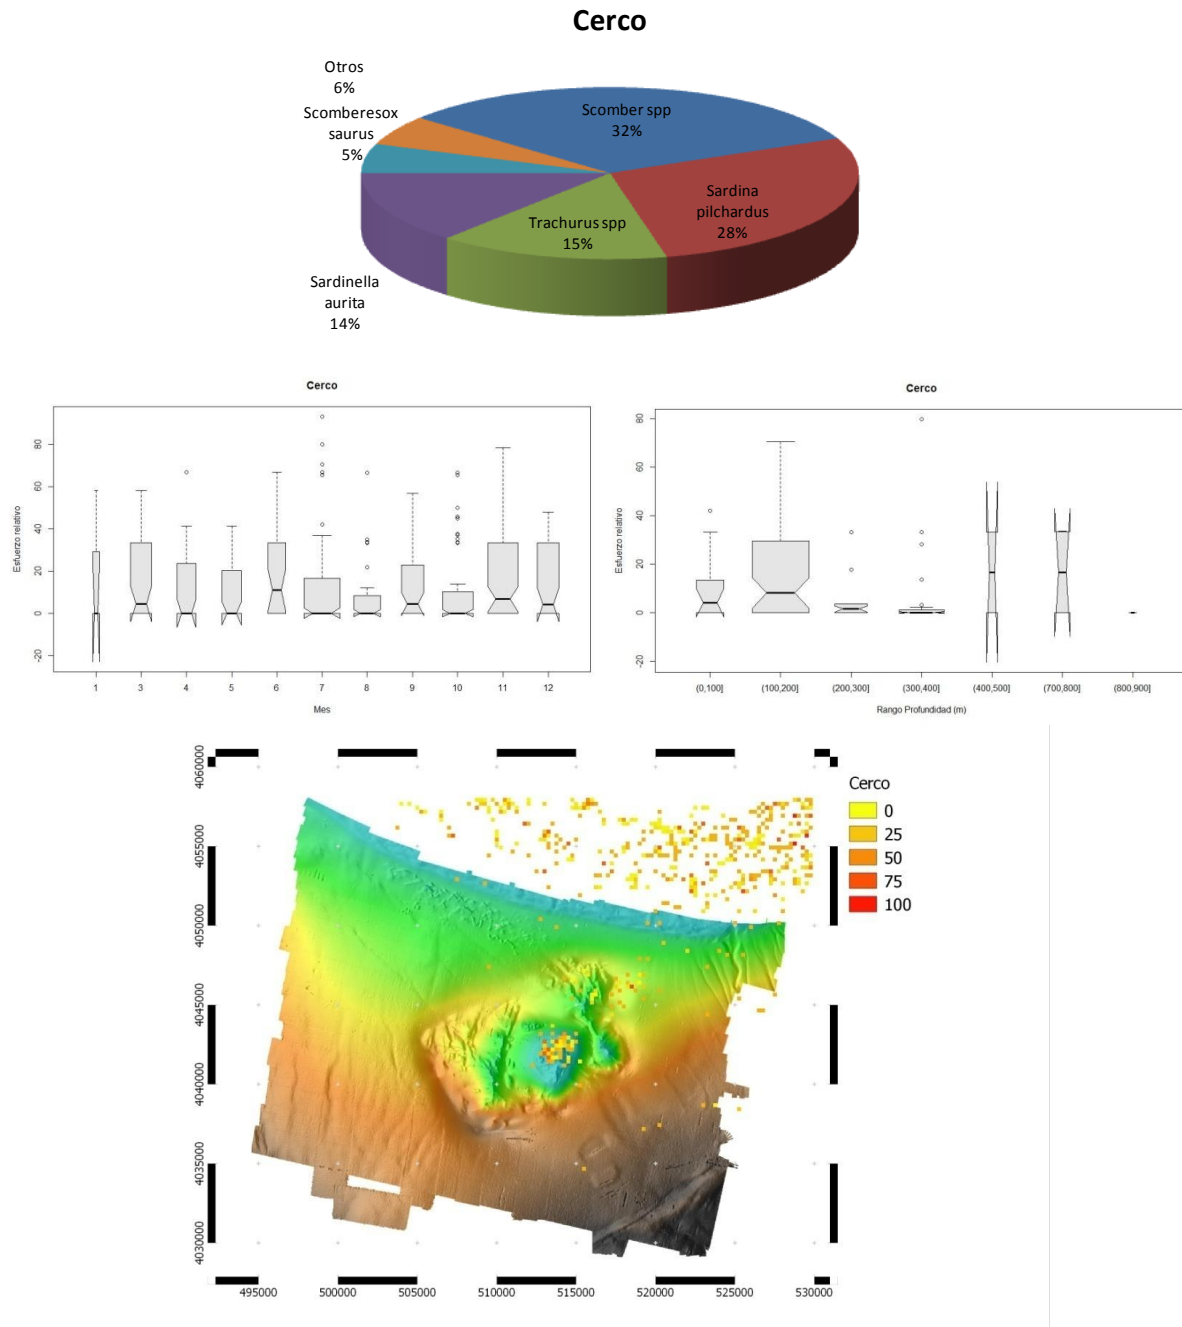 Cerco
Otros
6%
Scomberesox
saurus
5%
Scomber spp
32%
Sardina
pilchardus
28%
Trachurus spp
15%
Sardinella
aurita
14%
Cerco
Esfuerzo relativo
80
60
40
20
0
-20
1 3 4 5 6 7 8 9 10 11 12
Mes
Cerco
Esfuerzo relativo
80
60
40
20
0
-20
(0,100] (100,200] (200,300] (300,400] (400,500] (700,800] (800,900]
Rango Profundidad (m)
4060000
4055000
4050000
4045000
4040000
4035000
4030000
495000 500000 505000 510000 515000 520000 525000 530000
Cerco
0
25
50
75
100